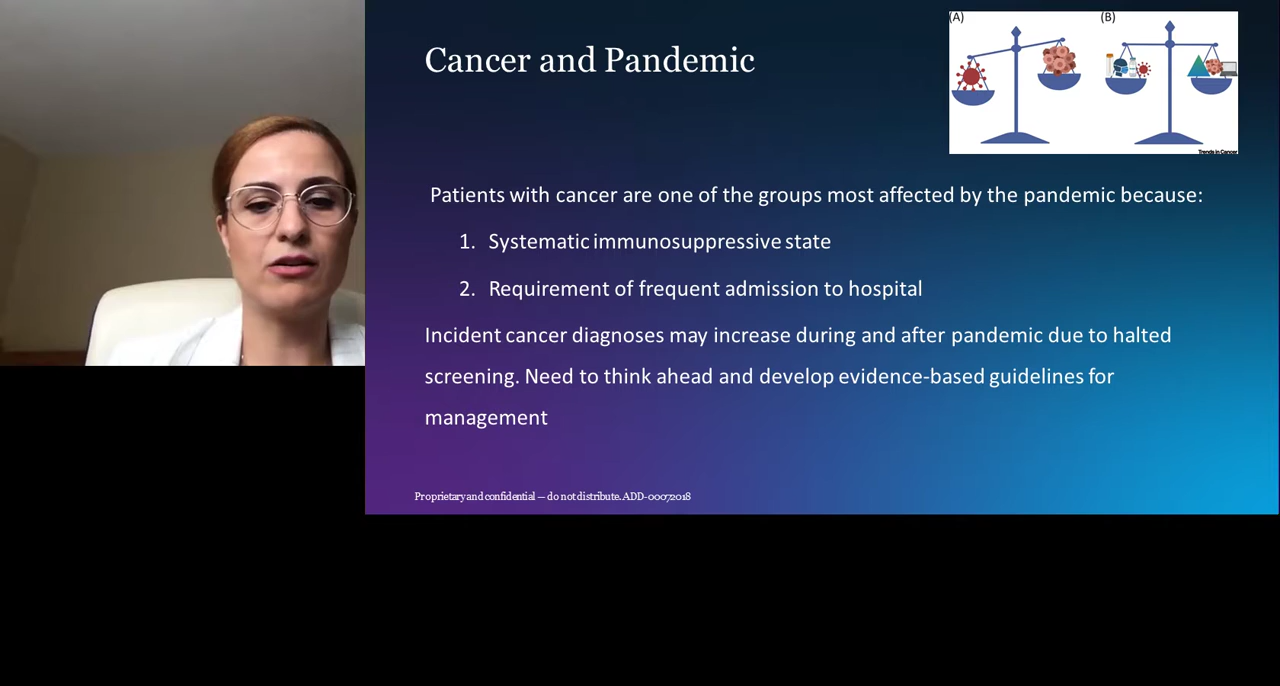 (A)
(B)
Cancer and Pandemic
Trends in Cancer
Patients with cancer are one of the groups most affected by the pandemic because:
1. Systematic immunosuppressive state
2. Requirement of frequent admission to hospital
Incident cancer diagnoses may increase during and after pandemic due to halted
screening. Need to think ahead and develop evidence-based guidelines for
management
Proprietary and confidential — do not distribute. ADD-00072018